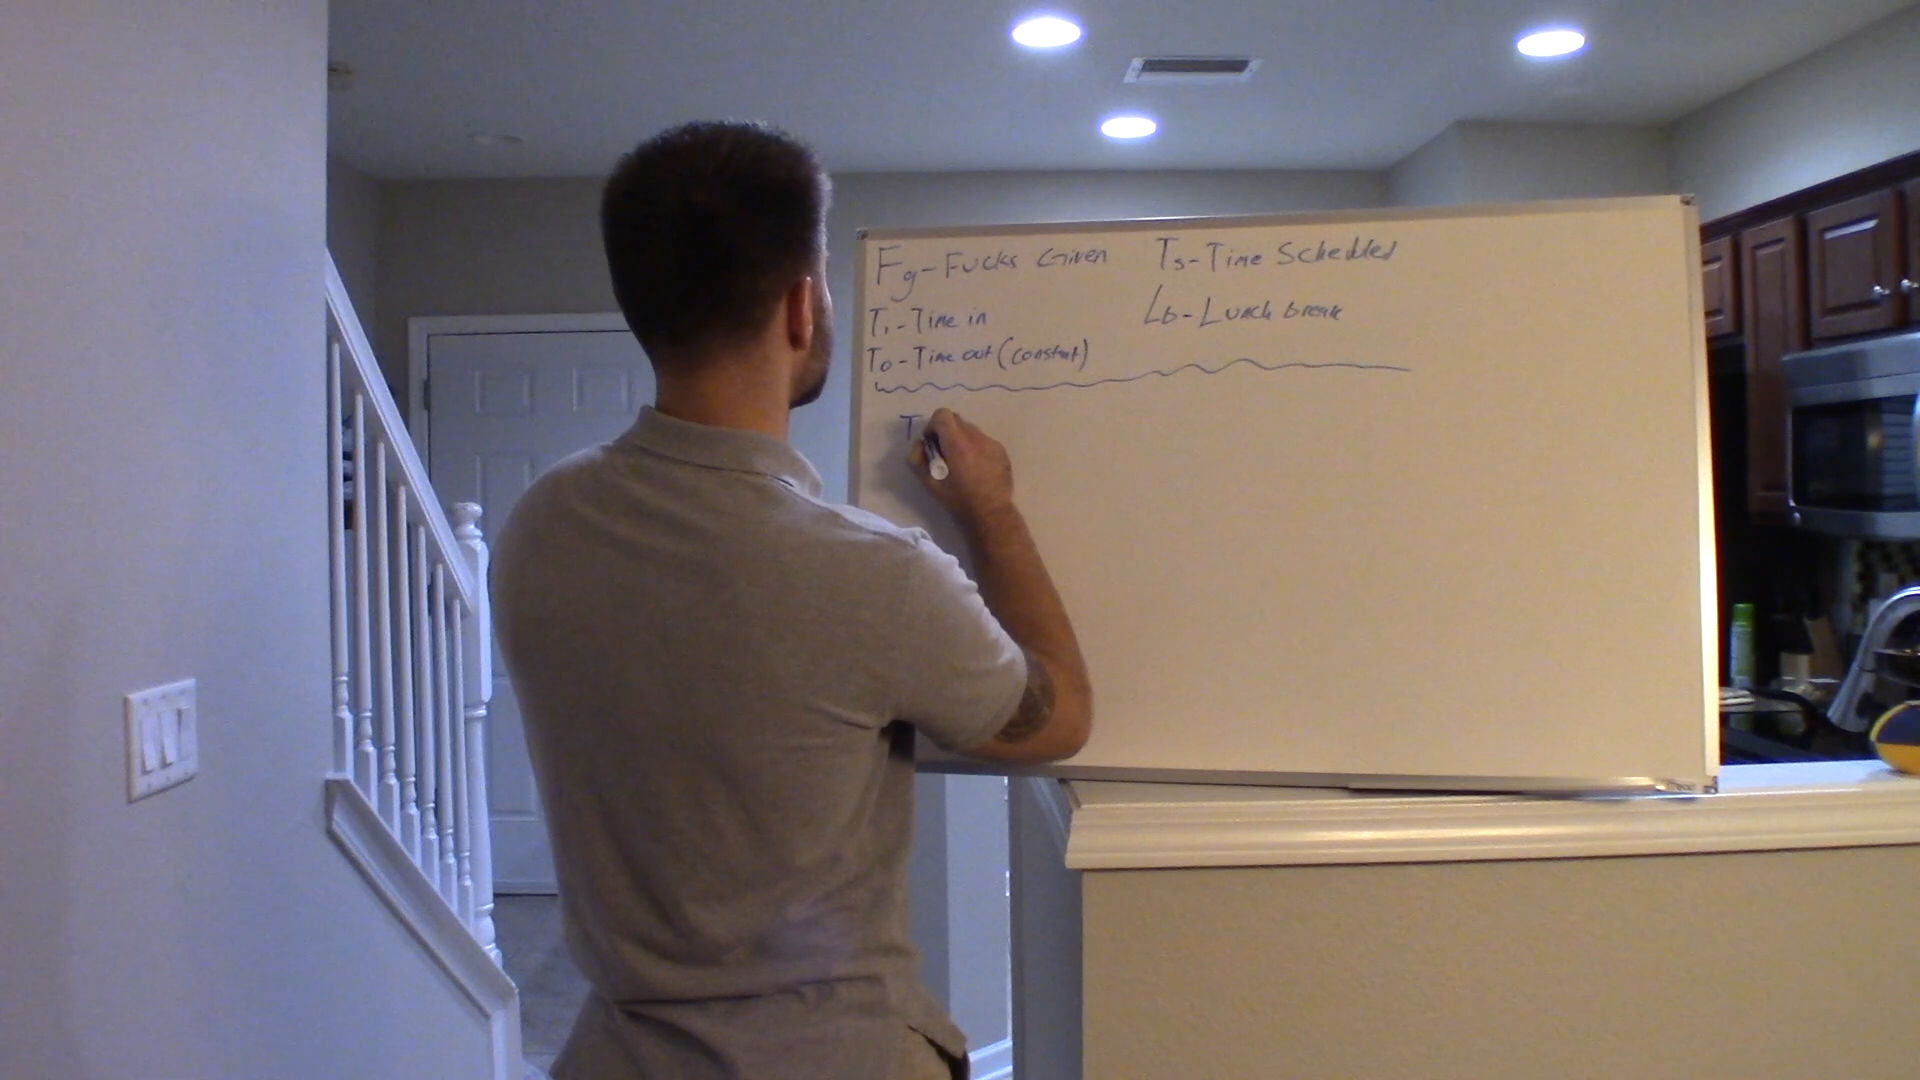 Fg-Fucks Given Ts-Time Scheduled
Ti-Time in Lb-Lunch break
To-Time out (constant)
T